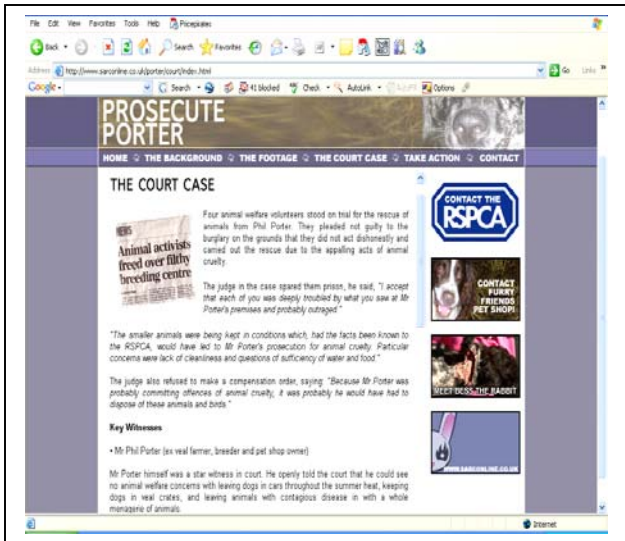 File Edit View Favorites Tools Help Pricepirates
Back Search Favorites
Address http://www.sarconline.co.uk/porter/court/index.html Go Links
Google Search 41 blocked Check AutoLink AutoFill Options
PROSECUTE
PORTER
HOME THE BACKGROUND THE FOOTAGE THE COURT CASE TAKE ACTION CONTACT
THE COURT CASE
NEWS
Animal activists
freed over filthy
breeding centre
Four animal welfare volunteers stood on trial for the rescue of
animals from Phil Porter. They pleaded not guilty to the
burglary on the grounds that they did not act dishonestly and
carried out the rescue due to the appalling acts of animal
cruelty.
The judge in the case spared them prison, he said, "I accept
that each of you was deeply troubled by what you saw at Mr
Porter's premises and probably outraged."
"The smaller animals were being kept in conditions which, had the facts been known to
the RSPCA, would have led to Mr Porter's prosecution for animal cruelty. Particular
concerns were lack of cleanliness and questions of sufficiency of water and food."
The judge also refused to make a compensation order, saying: "Because Mr Porter was
probably committing offences of animal cruelty, it was probably he would have had to
dispose of these animals and birds."
Key Witnesses
• Mr Phil Porter (ex veal farmer, breeder and pet shop owner)
Mr Porter himself was a star witness in court. He openly told the court that he could see
no animal welfare concerns with leaving dogs in cars throughout the summer heat, keeping
dogs in veal crates, and leaving animals with contagious disease in with a whole
menagerie of animals.
CONTACT THE
RSPCA
CONTACT
FURRY
FRIENDS
PET SHOP!
MEET BESS THE RABBIT
WWW.SARCONLINE.CO.UK
Internet